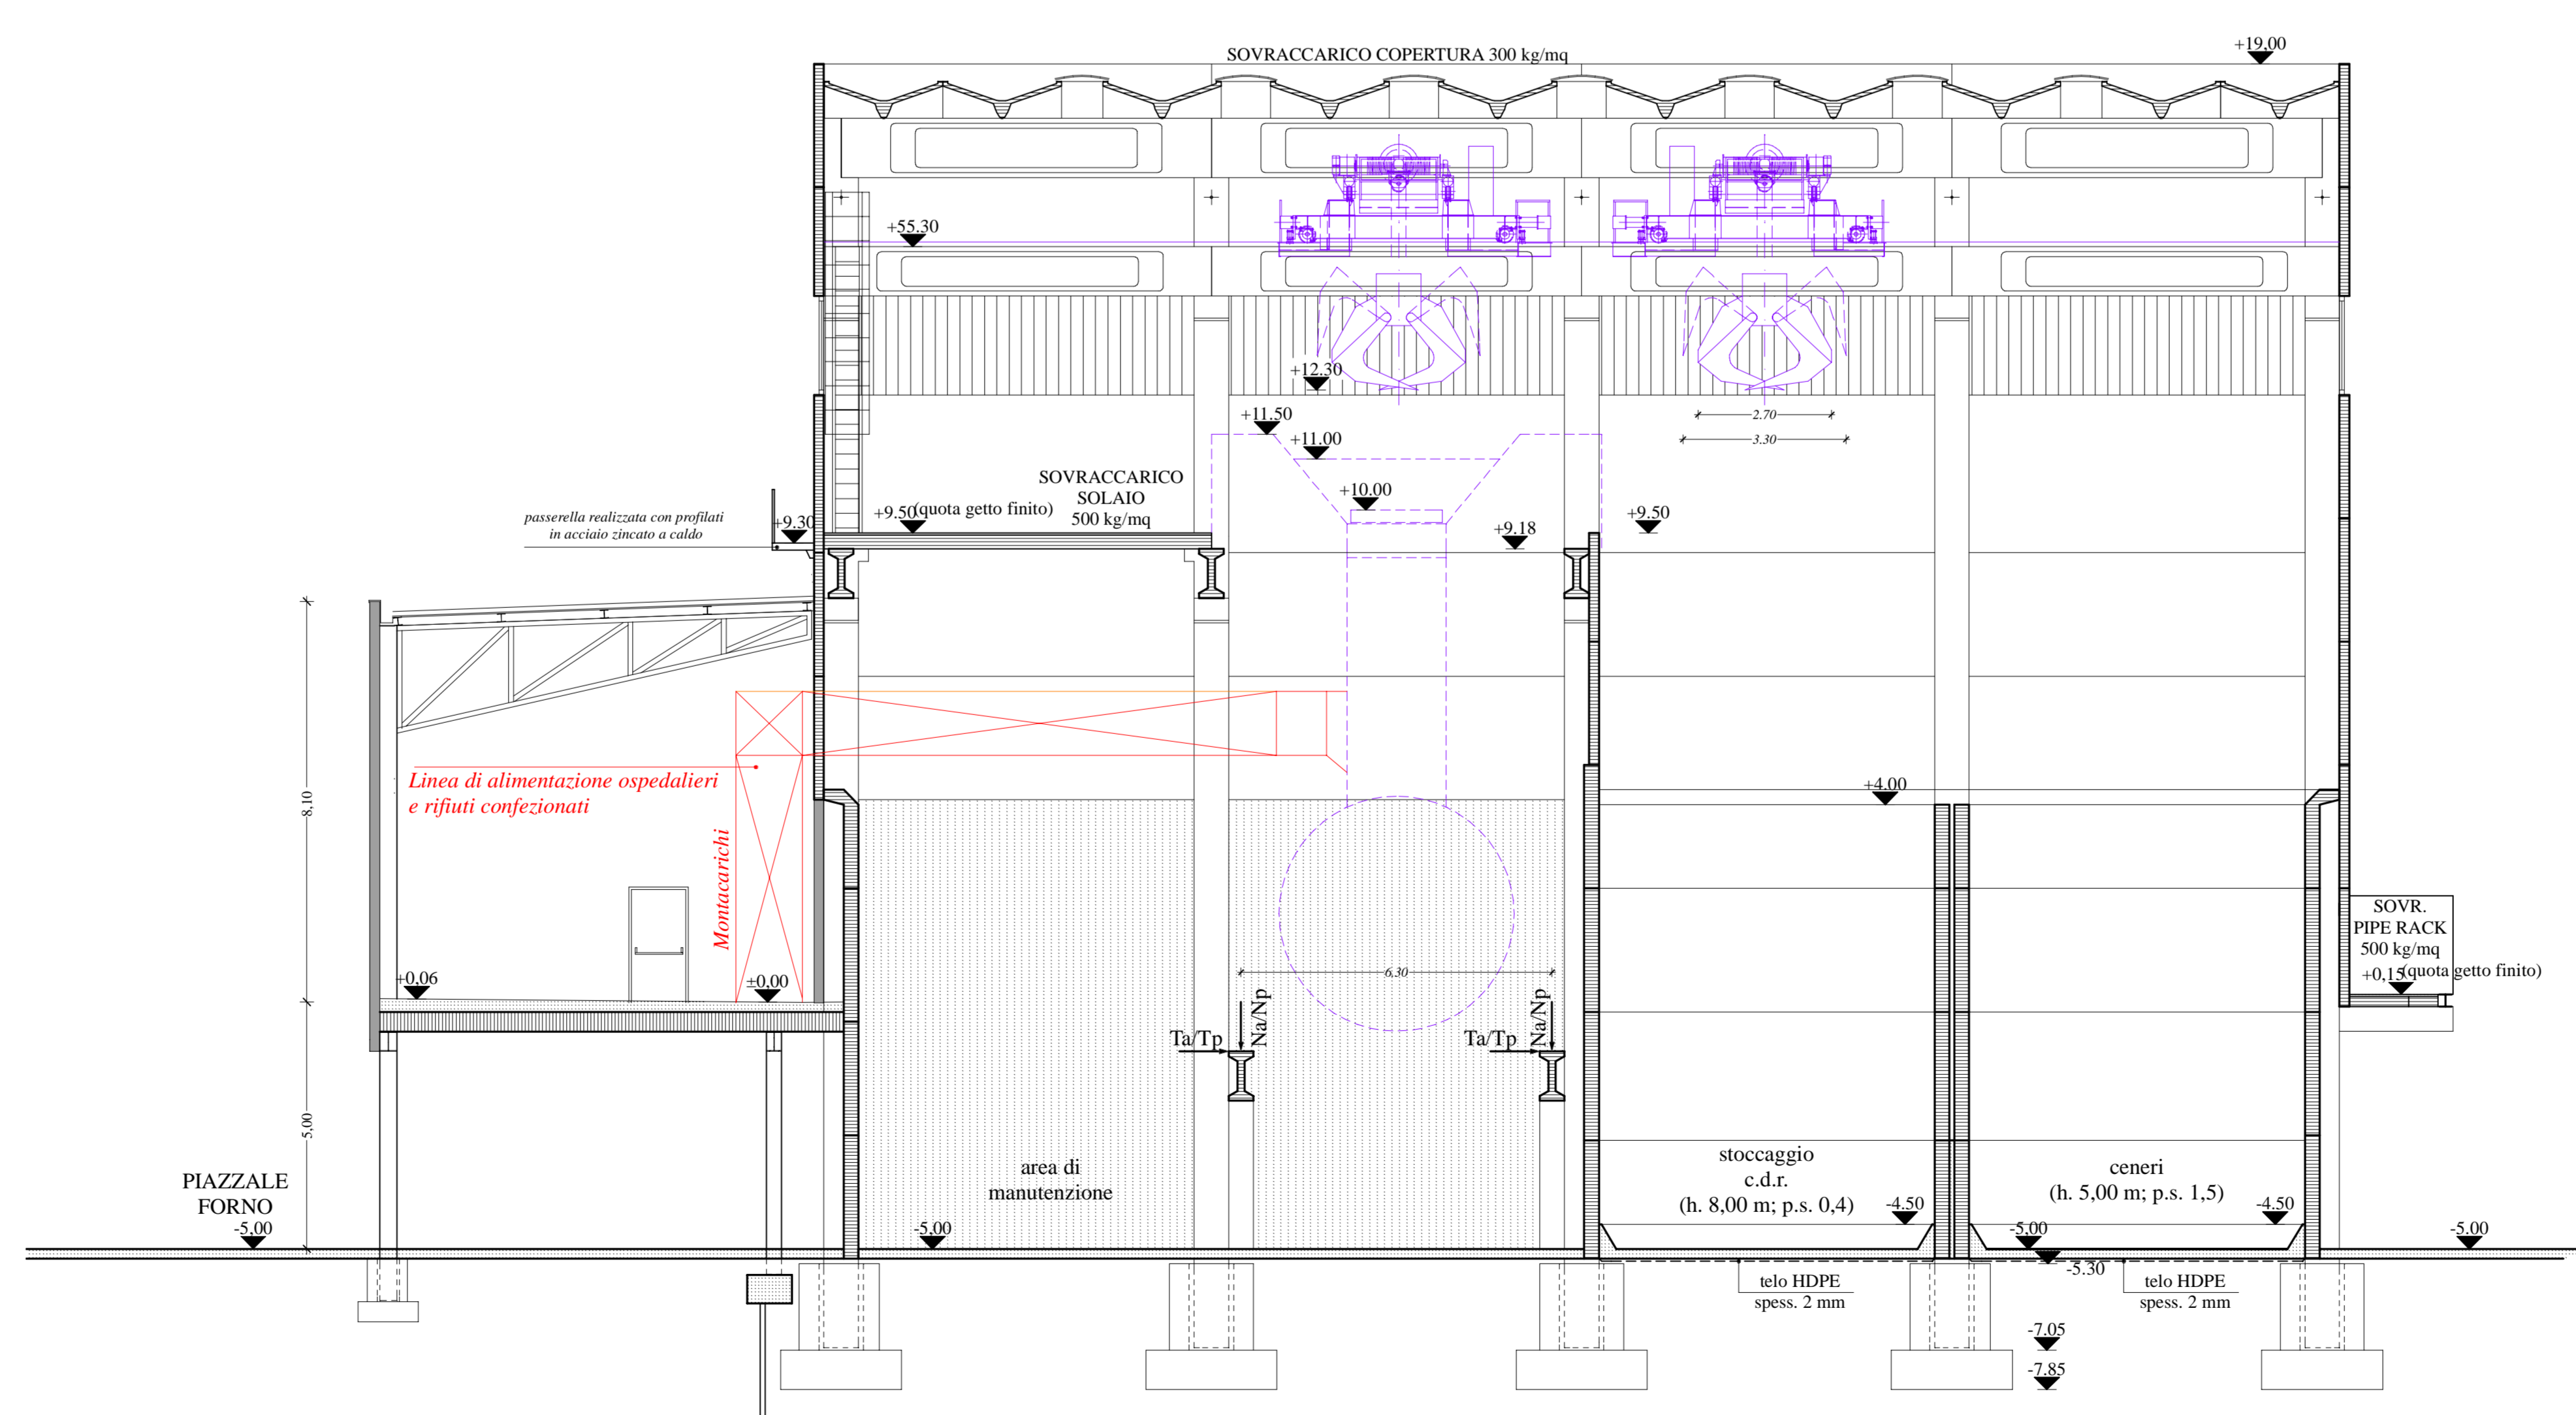 SOVRACCARICO COPERTURA 300 kg/mq
+19,00
+55.30
+12.30
+11.50
+11.00
2.70
3.30
SOVRACCARICO
SOLAIO
500 kg/mq
+10.00
passerella realizzata con profilati
in acciaio zincato a caldo
+9.30
+9.50
(quota getto finito)
+9.18
+9.50
Linea di alimentazione ospedalieri
e rifiuti confezionati
Montacarichi
8,10
+4.00
SOVR.
PIPE RACK
500 kg/mq
+0,15
(quota getto finito)
+0,06
±0,00
6,30
Ta/Tp
Na/Np
Ta/Tp
Na/Np
5,00
PIAZZALE
FORNO
-5,00
area di
manutenzione
-5,00
stoccaggio
c.d.r.
(h. 8,00 m; p.s. 0,4)
-4.50
ceneri
(h. 5,00 m; p.s. 1,5)
-4.50
-5,00
-5.00
-5.30
telo HDPE
spess. 2 mm
telo HDPE
spess. 2 mm
-7.05
-7.85